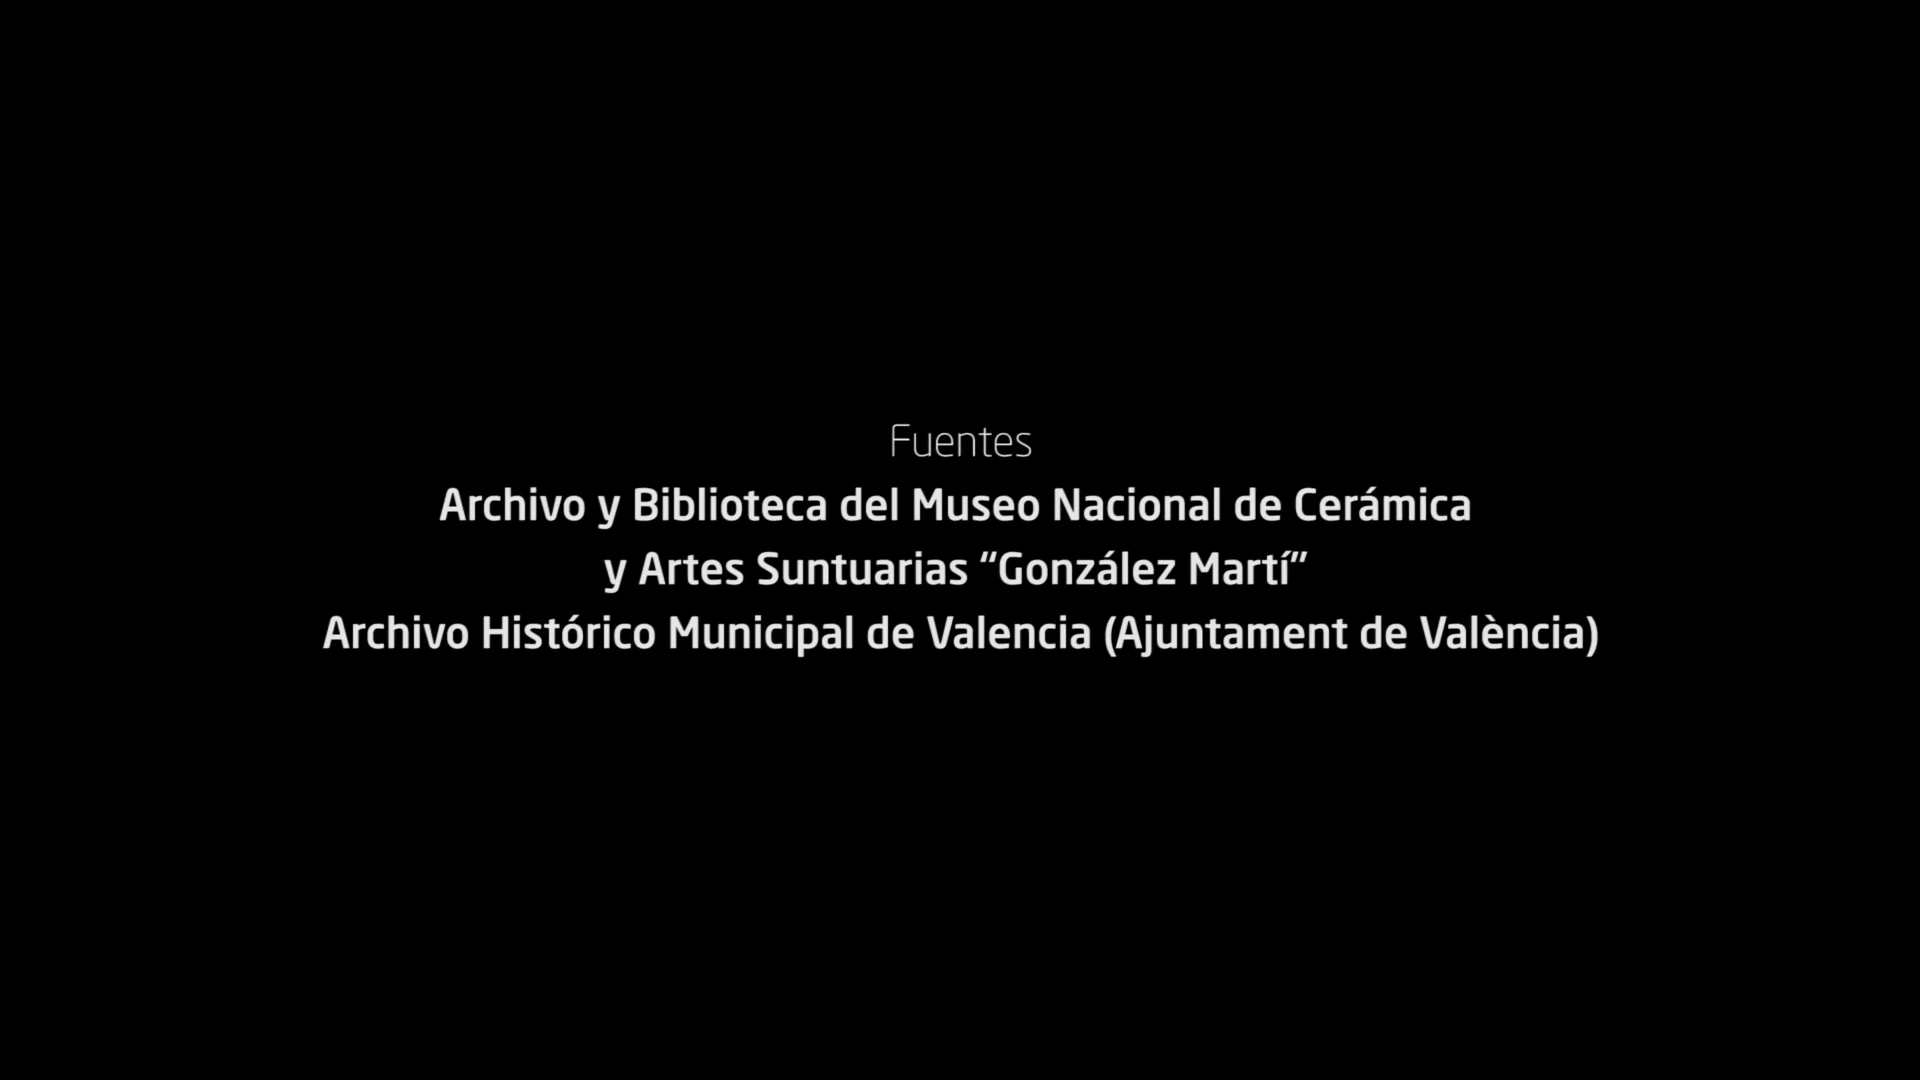 Fuentes
Archivo y Biblioteca del Museo Nacional de Cerámica
y Artes Suntuarias “González Martí”
Archivo Histórico Municipal de Valencia (Ajuntament de València)